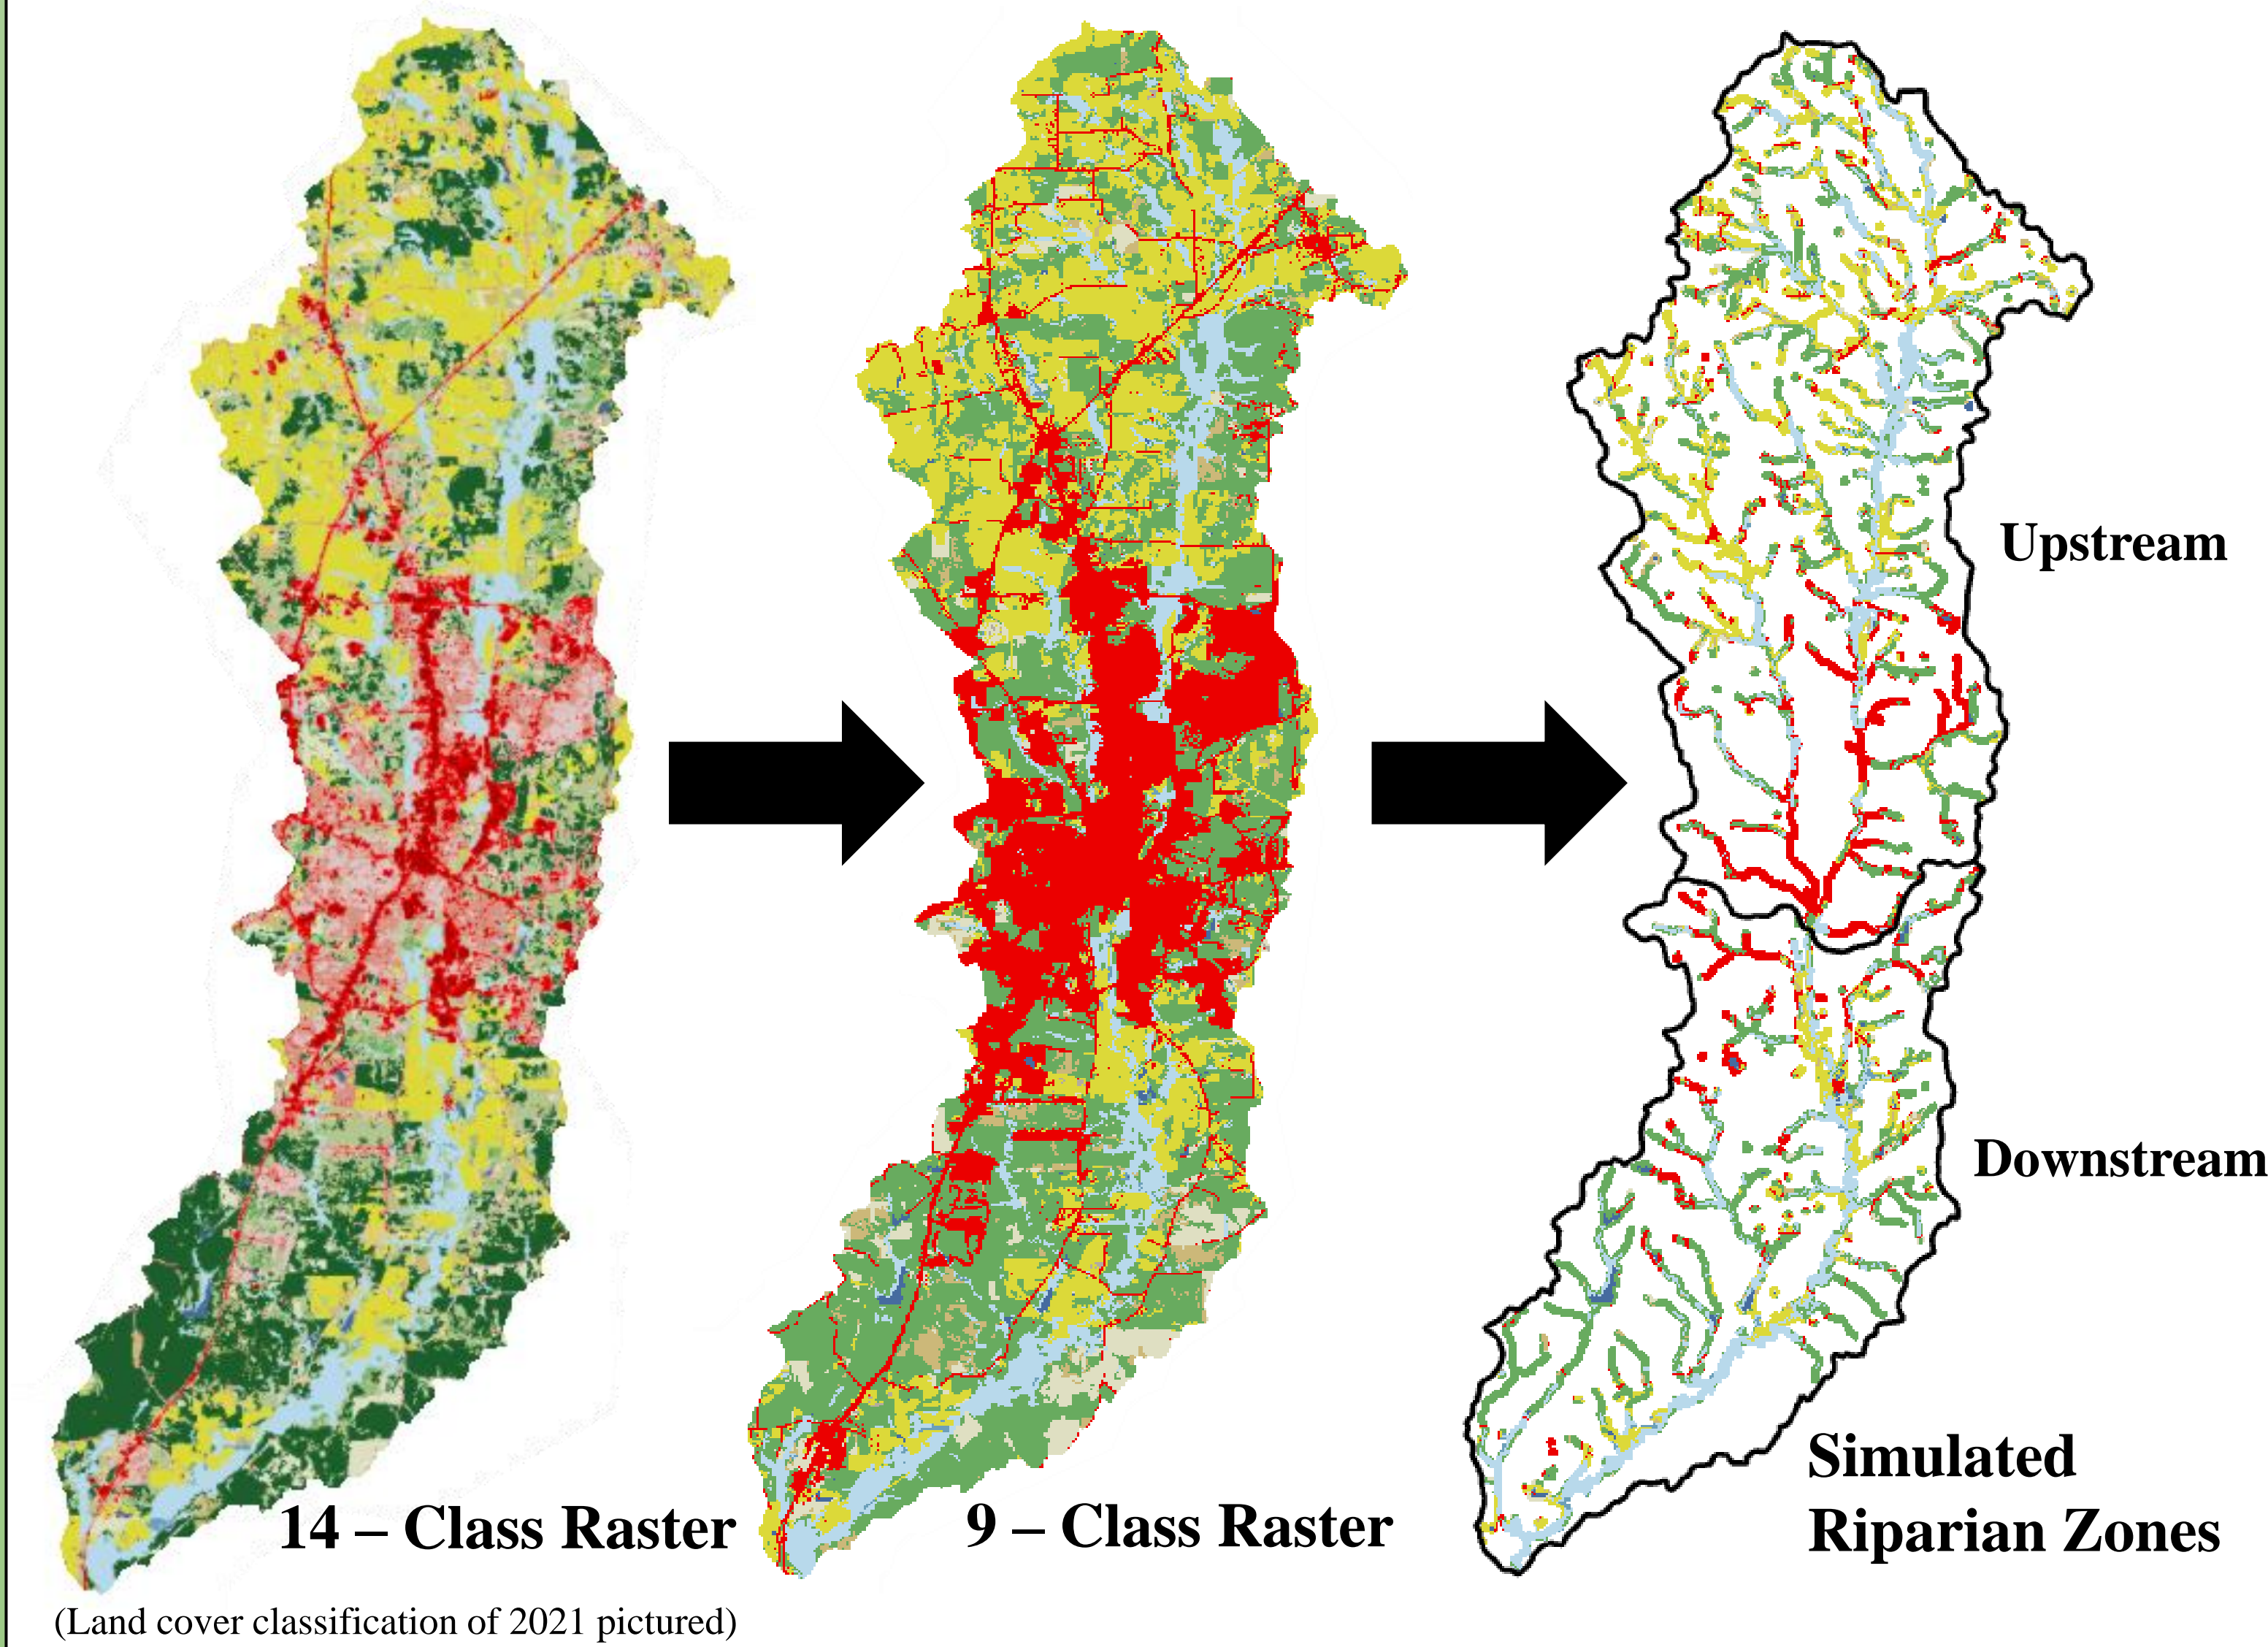 Upstream
Downstream
Simulated
Riparian Zones
14 – Class Raster
9 – Class Raster
(Land cover classification of 2021 pictured)